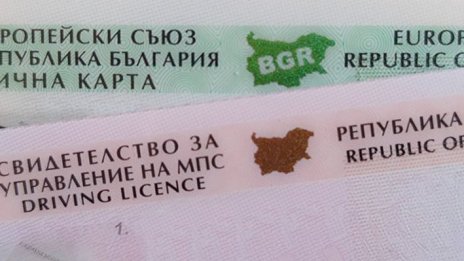 РОПЕЙСКИ СЪЮЗ
ПУБЛИКА БЪЛГАРИЯ
ИЧНА КАРТА
BGR
EUROP
REPUBLIC O
СВИДЕТЕЛСТВО ЗА
УПРАВЛЕНИЕ НА МПС
DRIVING LICENCE
РЕПУБЛИКА
REPUBLIC OF
1.